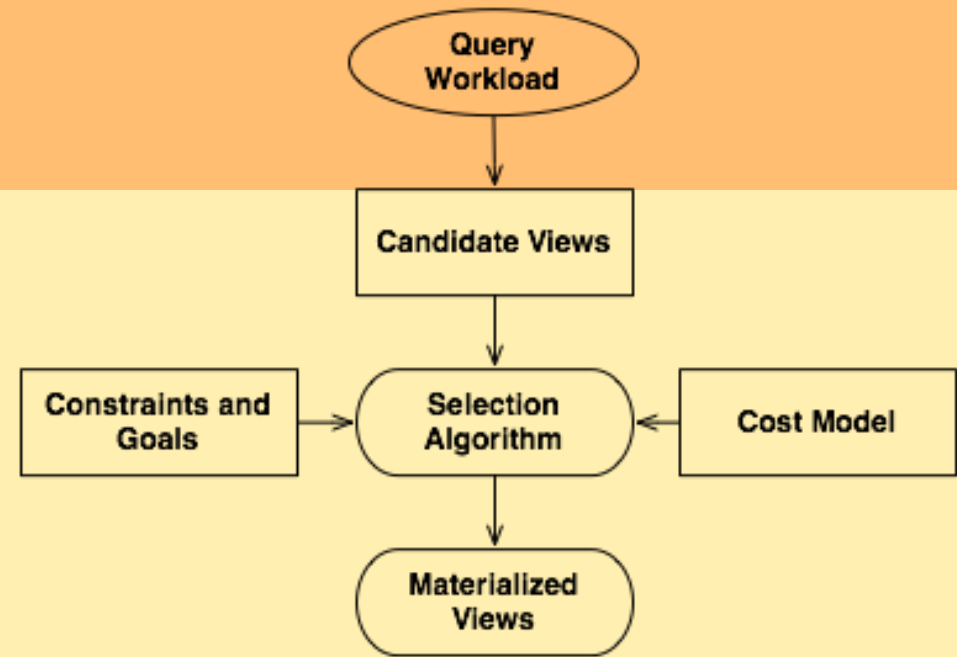 Query
Workload
Candidate Views
Constraints and
Goals
Selection
Algorithm
Cost Model
Materialized
Views